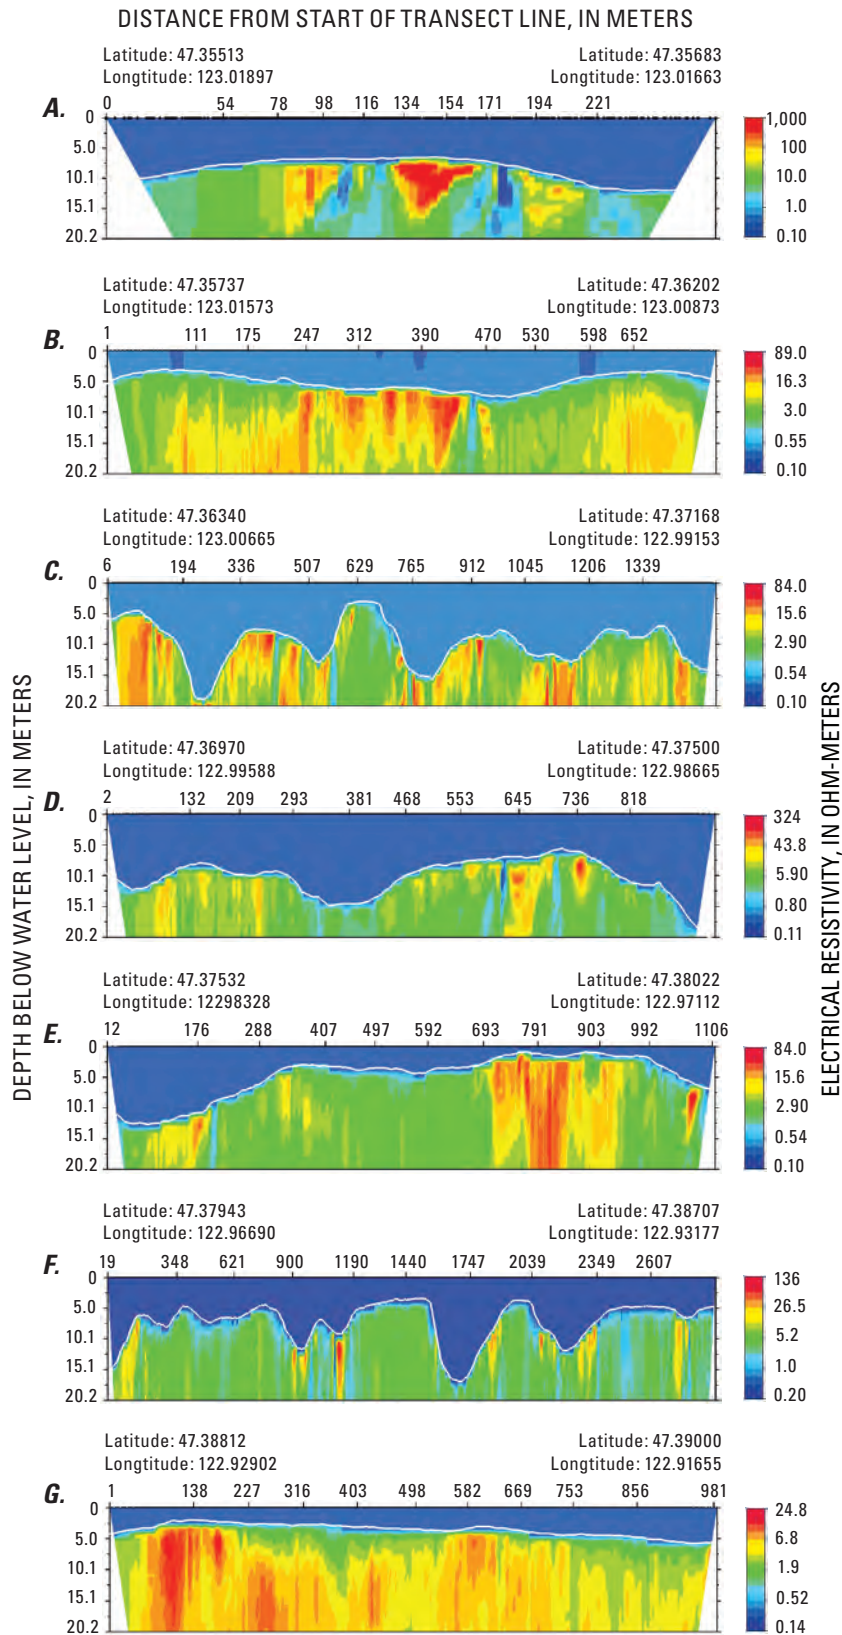 DISTANCE FROM START OF TRANSECT LINE, IN METERS
Latitude: 47.35513 Latitude: 47.35683
Longtitude: 123.01897 Longtitude: 123.01663
A. 0 54 78 98 116 134 154 171 194 221
0 1,000
5.0 100
10.1 10.0
15.1 1.0
20.2 0.10
Latitude: 47.35737 Latitude: 47.36202
Longtitude: 123.01573 Longtitude: 123.00873
B. 1 111 175 247 312 390 470 530 598 652
0 89.0
5.0 16.3
10.1 3.0
15.1 0.55
20.2 0.10
Latitude: 47.36340 Latitude: 47.37168
Longtitude: 123.00665 Longtitude: 122.99153
C. 6 194 336 507 629 765 912 1045 1206 1339
0 84.0
5.0 15.6
10.1 2.90
15.1 0.54
20.2 0.10
DEPTH BELOW WATER LEVEL, IN METERS
ELECTRICAL RESISTIVITY, IN OHM-METERS
Latitude: 47.36970 Latitude: 47.37500
Longtitude: 122.99588 Longtitude: 122.98665
D. 2 132 209 293 381 468 553 645 736 818
0 324
5.0 43.8
10.1 5.90
15.1 0.80
20.2 0.11
Latitude: 47.37532 Latitude: 47.38022
Longtitude: 12298328 Longtitude: 122.97112
E. 12 176 288 407 497 592 693 791 903 992 1106
0 84.0
5.0 15.6
10.1 2.90
15.1 0.54
20.2 0.10
Latitude: 47.37943 Latitude: 47.38707
Longtitude: 122.96690 Longtitude: 122.93177
F. 19 348 621 900 1190 1440 1747 2039 2349 2607
0 136
5.0 26.5
10.1 5.2
15.1 1.0
20.2 0.20
Latitude: 47.38812 Latitude: 47.39000
Longtitude: 122.92902 Longtitude: 122.91655
G. 1 138 227 316 403 498 582 669 753 856 981
0 24.8
5.0 6.8
10.1 1.9
15.1 0.52
20.2 0.14